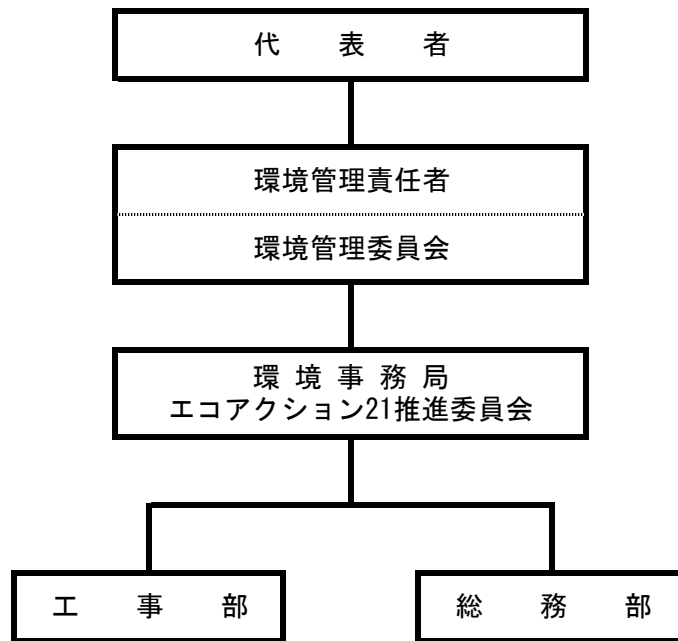 代表者
環境管理責任者
環境管理委員会
環境事務局
エコアクション21推進委員会
工事部
総務部